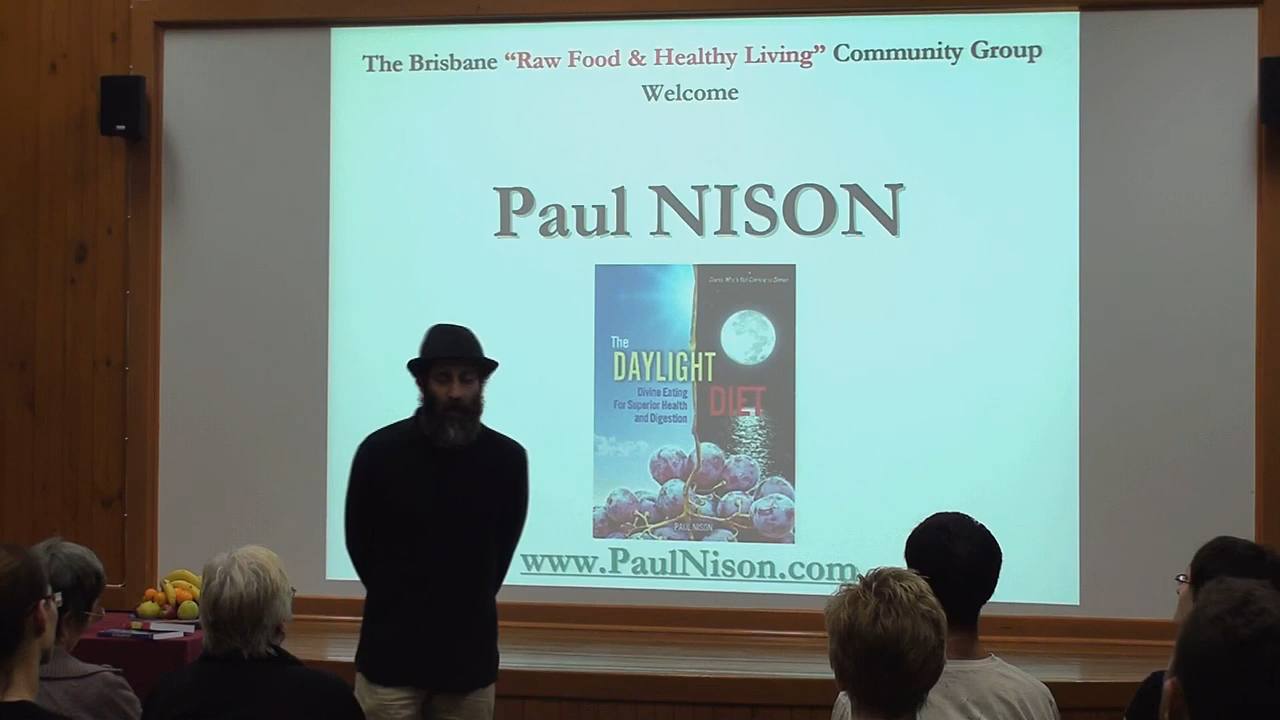 The Brisbane “Raw Food & Healthy Living” Community Group
Welcome
Paul NISON
The
DAYLIGHT
DIET
Divine Eating
For Superior Health
and Digestion
PAUL NISON
www.PaulNison.com